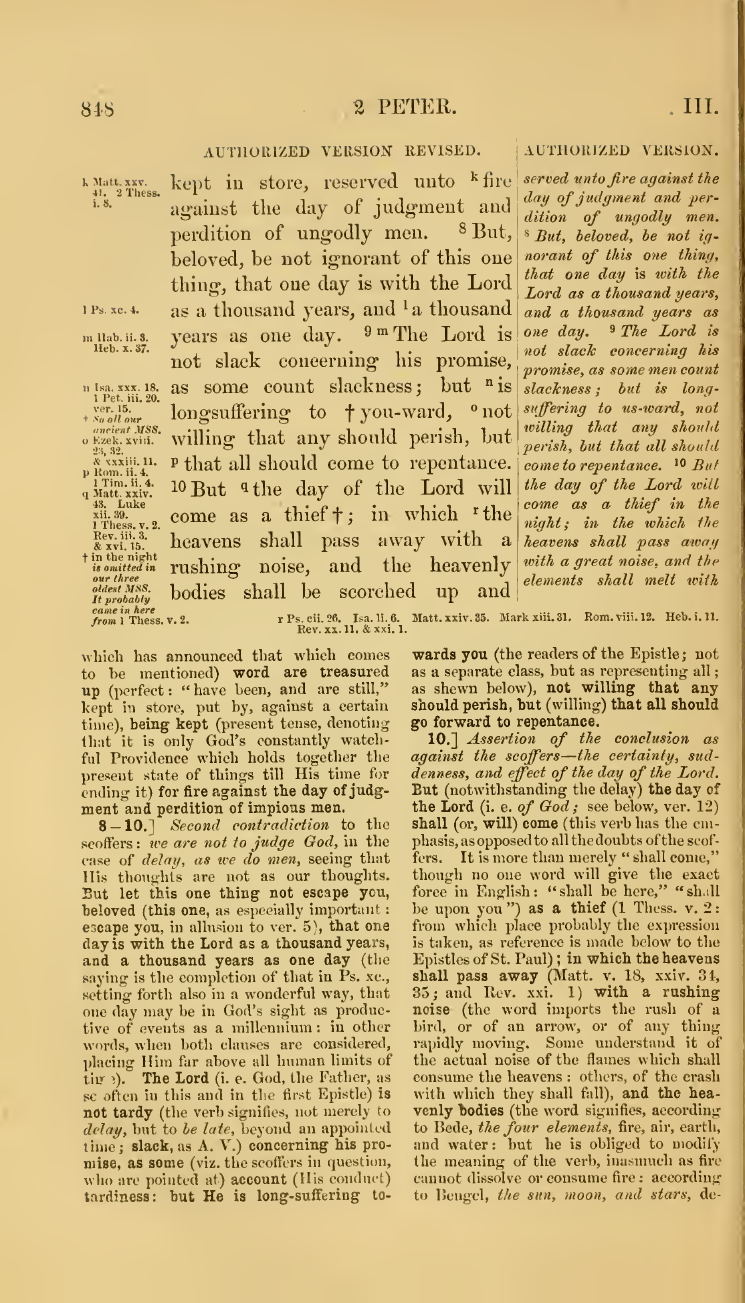 848
2 PETER.
III.
AUTHORIZED VERSION REVISED.
k Matt. xxv.
41. 2 Thess.
i. 8.
l Ps. xc. 4.
m Hab. ii. 3.
Heb. x. 37.
n Isa. xxx. 18.
1 Pet. iii. 20.
ver. 15.
† So all our
ancient MSS.
o Ezek. xviii.
23, 32.
& xxxiii. 11.
p Rom. ii. 4.
1 Tim. ii. 4.
q Matt. xxiv.
43. Luke
xii. 39.
1 Thess. v. 2.
Rev. iii. 3.
& xvi. 15.
† in the night
is omitted in
our three
oldest MSS.
It probably
came in here
from 1 Thess. v. 2.
kept in store, reserved unto k fire
against the day of judgment and
perdition of ungodly men. 8 But,
beloved, be not ignorant of this one
thing, that one day is with the Lord
as a thousand years, and l a thousand
years as one day. 9 m The Lord is
not slack concerning his promise,
as some count slackness; but n is
longsuffering to † you-ward, o not
willing that any should perish, but
p that all should come to repentance.
10 But q the day of the Lord will
come as a thief †; in which r the
heavens shall pass away with a
rushing noise, and the heavenly
bodies shall be scorched up and
r Ps. cii. 26. Isa. li. 6. Matt. xxiv. 35. Mark xiii. 31. Rom. viii. 12. Heb. i. 11.
Rev. xx. 11. & xxi. 1.
AUTHORIZED VERSION.
served unto fire against the
day of judgment and per-
dition of ungodly men.
8 But, beloved, be not ig-
norant of this one thing,
that one day is with the
Lord as a thousand years,
and a thousand years as
one day. 9 The Lord is
not slack concerning his
promise, as some men count
slackness; but is long-
suffering to us-ward, not
willing that any should
perish, but that all should
come to repentance. 10 But
the day of the Lord will
come as a thief in the
night; in the which the
heavens shall pass away
with a great noise, and the
elements shall melt with
which has announced that which comes
to be mentioned) word are treasured
up (perfect: “have been, and are still,”
kept in store, put by, against a certain
time), being kept (present tense, denoting
that it is only God's constantly watch-
ful Providence which holds together the
present state of things till His time for
ending it) for fire against the day of judg-
ment and perdition of impious men.
8–10.] Second contradiction to the
scoffers: we are not to judge God, in the
case of delay, as we do men, seeing that
His thoughts are not as our thoughts.
But let this one thing not escape you,
beloved (this one, as especially important:
escape you, in allusion to ver. 5), that one
day is with the Lord as a thousand years,
and a thousand years as one day (the
saying is the completion of that in Ps. xc.,
setting forth also in a wonderful way, that
one day may be in God's sight as produc-
tive of events as a millennium: in other
words, when both clauses are considered,
placing Him far above all human limits of
time). The Lord (i. e. God, the Father, as
so often in this and in the first Epistle) is
not tardy (the verb signifies, not merely to
delay, but to be late, beyond an appointed
time; slack, as A. V.) concerning his pro-
mise, as some (viz. the scoffers in question,
who are pointed at) account (His conduct)
tardiness: but He is long-suffering to-
wards you (the readers of the Epistle; not
as a separate class, but as representing all;
as shewn below), not willing that any
should perish, but (willing) that all should
go forward to repentance.
10.] Assertion of the conclusion as
against the scoffers—the certainty, sud-
denness, and effect of the day of the Lord.
But (notwithstanding the delay) the day of
the Lord (i. e. of God; see below, ver. 12)
shall (or, will) come (this verb has the em-
phasis, as opposed to all the doubts of the scof-
fers. It is more than merely “shall come,”
though no one word will give the exact
force in English: “shall be here,” “shall
be upon you”) as a thief (1 Thess. v. 2:
from which place probably the expression
is taken, as reference is made below to the
Epistles of St. Paul); in which the heavens
shall pass away (Matt. v. 18, xxiv. 34,
35; and Rev. xxi. 1) with a rushing
noise (the word imports the rush of a
bird, or of an arrow, or of any thing
rapidly moving. Some understand it of
the actual noise of the flames which shall
consume the heavens: others, of the crash
with which they shall fall), and the hea-
venly bodies (the word signifies, according
to Bede, the four elements, fire, air, earth,
and water: but he is obliged to modify
the meaning of the verb, inasmuch as fire
cannot dissolve or consume fire: according
to Bengel, the sun, moon, and stars, de-